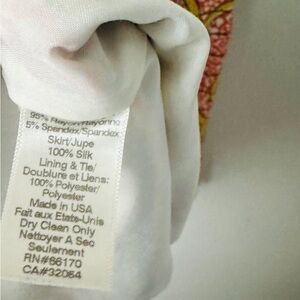 95% Rayon/Rayonne
5% Spandex/Spandex
Skirt/Jupe
100% Silk
Lining & Tie/
Doublure et Liens:
100% Polyester/
Polyester
Made in USA
Fait aux Etats-Unis
Dry Clean Only
Nettoyer A Sec
Seulement
RN#66170
CA#32054